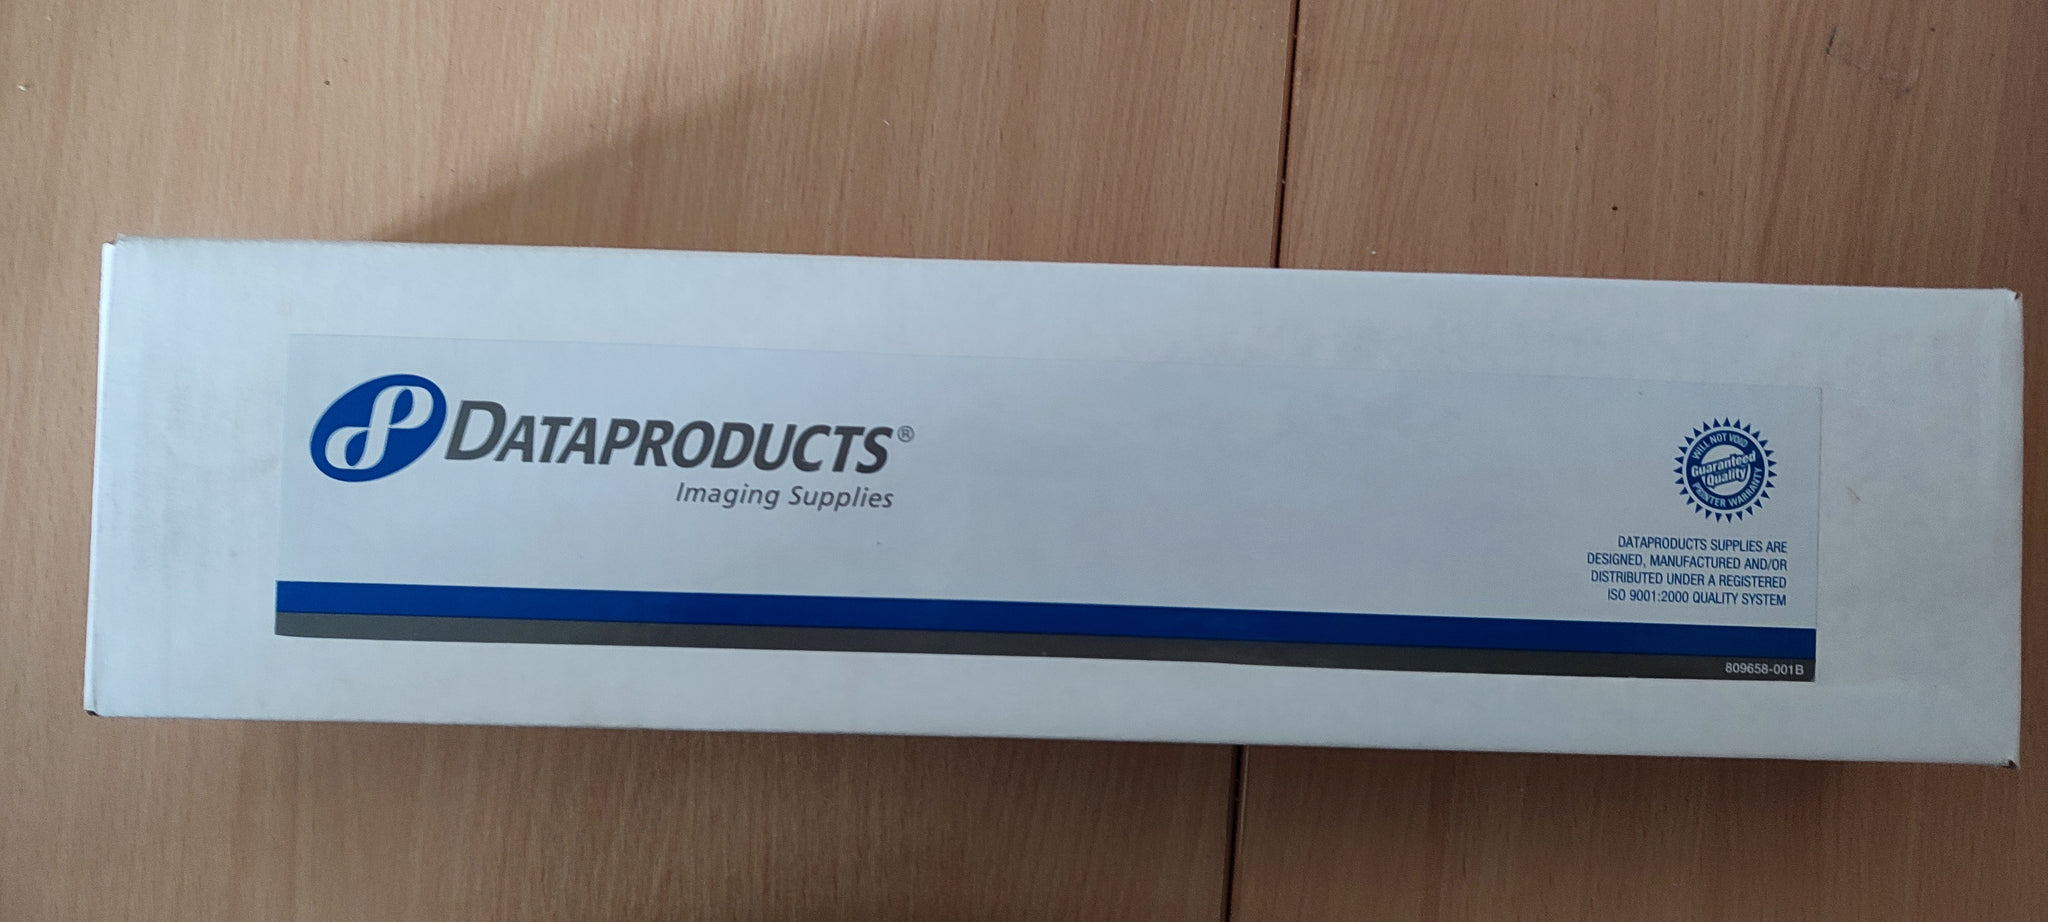 DATAPRODUCTS®
Imaging Supplies
WILL NOT VOID
Guaranteed
Quality
PRINTER WARRANTY
DATAPRODUCTS SUPPLIES ARE
DESIGNED, MANUFACTURED AND/OR
DISTRIBUTED UNDER A REGISTERED
ISO 9001:2000 QUALITY SYSTEM
809658-001B